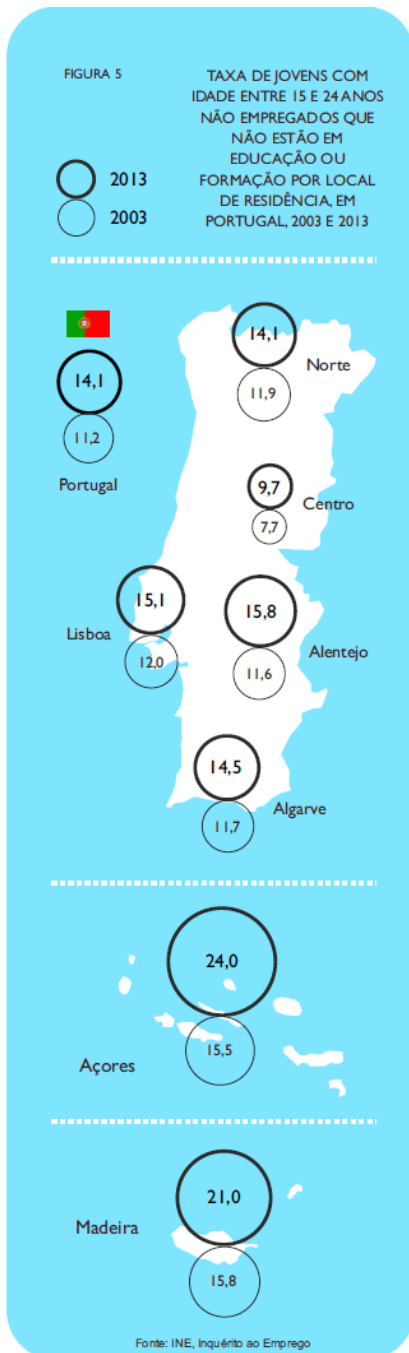 FIGURA 5
TAXA DE JOVENS COM
IDADE ENTRE 15 E 24 ANOS
NÃO EMPREGADOS QUE
NÃO ESTÃO EM
EDUCAÇÃO OU
FORMAÇÃO POR LOCAL
DE RESIDÊNCIA, EM
PORTUGAL, 2003 E 2013
2013
2003
14,1
11,2
Portugal
14,1
Norte
11,9
9,7
Centro
7,7
15,1
Lisboa
12,0
15,8
Alentejo
11,6
14,5
Algarve
11,7
24,0
15,5
Açores
21,0
Madeira
15,8
Fonte: INE, Inquérito ao Emprego